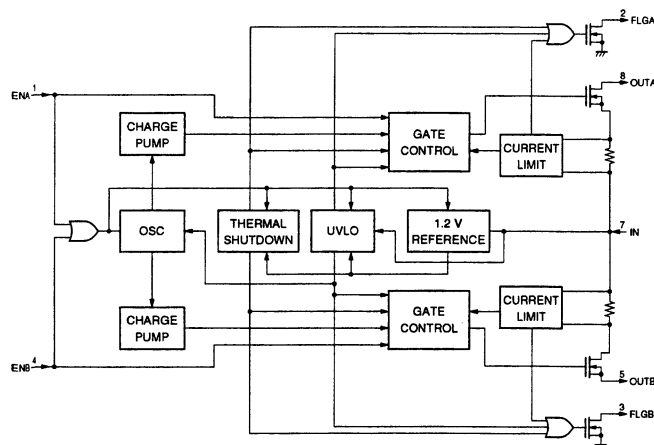 2
FLGA
ENA
1
8
OUTA
CHARGE
PUMP
GATE
CONTROL
CURRENT
LIMIT
OSC
THERMAL
SHUTDOWN
UVLO
1.2 V
REFERENCE
7
IN
CHARGE
PUMP
GATE
CONTROL
CURRENT
LIMIT
ENB
4
5
OUTB
3
FLGB